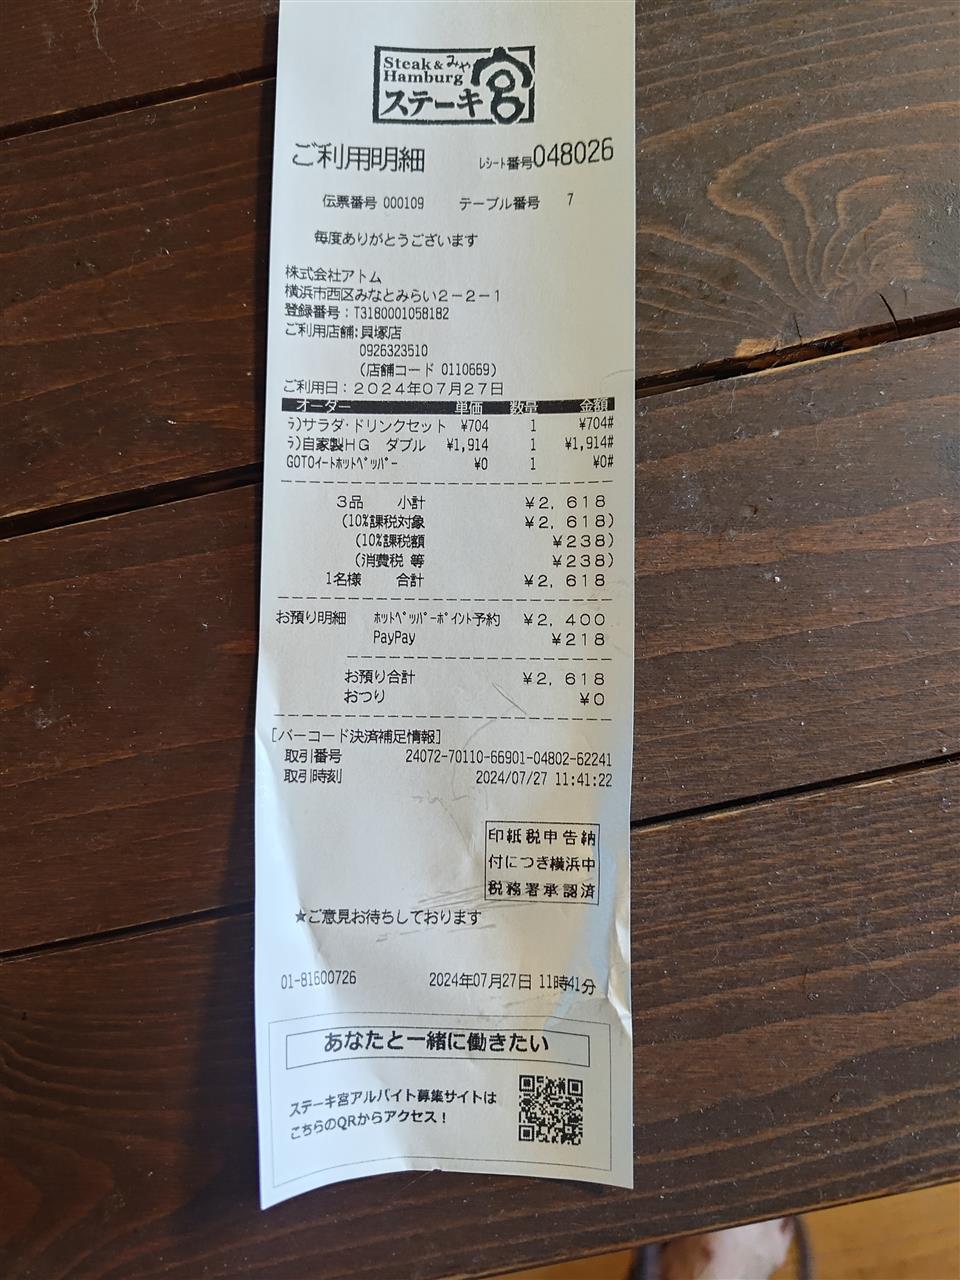 Steak & みや
Hamburg
ステーキ宮
ご利用明細 ﾚｼｰﾄ番号048026
伝票番号 000109 テーブル番号 7
毎度ありがとうございます
株式会社アトム
横浜市西区みなとみらい2-2-1
登録番号:T3180001058182
ご利用店舗:貝塚店
0926323510
(店舗コード 0110669)
ご利用日:2024年07月27日
オーダー 単価 数量 金額
ﾗ)サラダ・ドリンクセット ¥704 1 ¥704#
ﾗ)自家製HG ダブル ¥1,914 1 ¥1,914#
GOTOイートﾎｯﾄﾍﾟｯﾊﾟｰ ¥0 1 ¥0#
3品 小計 ¥2,618
(10%課税対象 ¥2,618)
(10%課税額 ¥238)
(消費税 等 ¥238)
1名様 合計 ¥2,618
お預り明細 ﾎｯﾄﾍﾟｯﾊﾟｰﾎﾟｲﾝﾄ予約 ¥2,400
PayPay ¥218
お預り合計 ¥2,618
おつり ¥0
[バーコード決済補足情報]
取引番号 24072-70110-66901-04802-62241
取引時刻 2024/07/27 11:41:22
印紙税申告納
付につき横浜中
税務署承認済
★ご意見お待ちしております
01-81600726 2024年07月27日 11時41分
あなたと一緒に働きたい
ステーキ宮アルバイト募集サイトは
こちらのQRからアクセス!